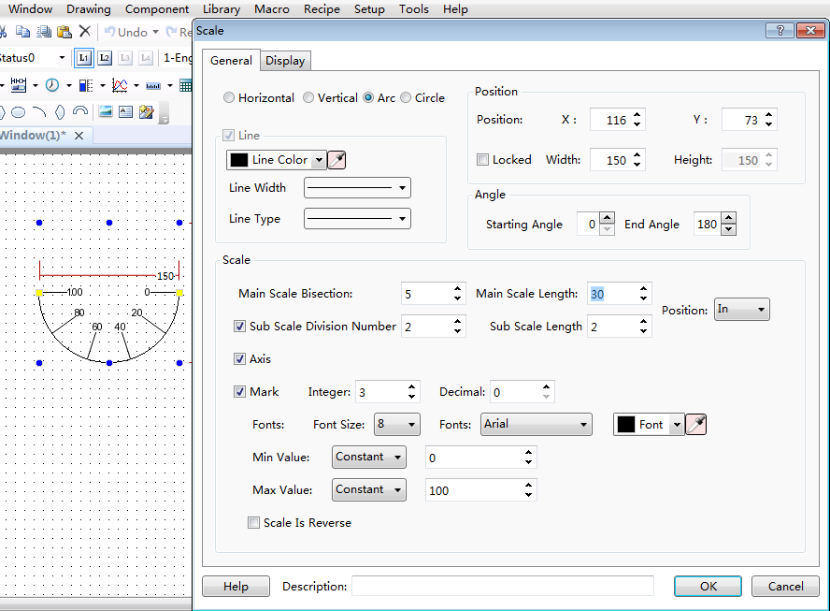 Window Drawing Component Library Macro Recipe Setup Tools Help
Undo Re
Scale
Status0 L1 L2 L3 L4 1-Eng
General Display
Horizontal Vertical Arc Circle
Position
Position: X : 116 Y : 73
Locked Width: 150 Height: 150
Line
Line Color
Line Width
Line Type
Window(1)* X
Angle
Starting Angle 0 End Angle 180
150
100 0
80 20
60 40
Scale
Main Scale Bisection: 5 Main Scale Length: 30
Position: In
Sub Scale Division Number 2 Sub Scale Length 2
Axis
Mark Integer: 3 Decimal: 0
Fonts: Font Size: 8 Fonts: Arial Font
Min Value: Constant 0
Max Value: Constant 100
Scale Is Reverse
Help Description: OK Cancel